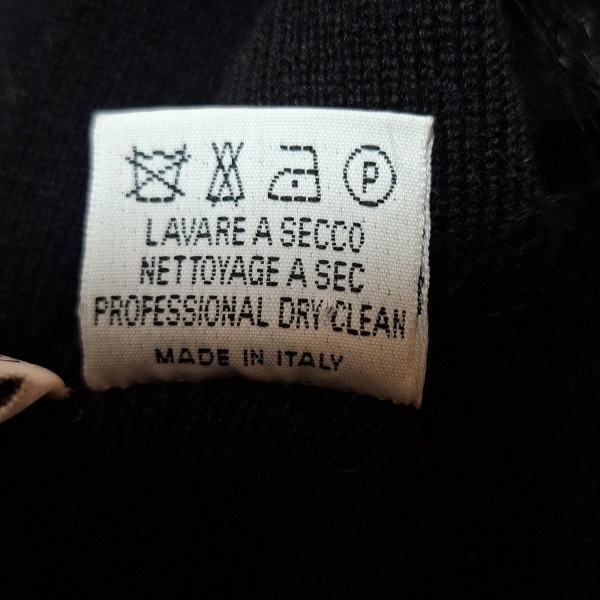 P
LAVARE A SECCO
NETTOYAGE A SEC
PROFESSIONAL DRY CLEAN
MADE IN ITALY